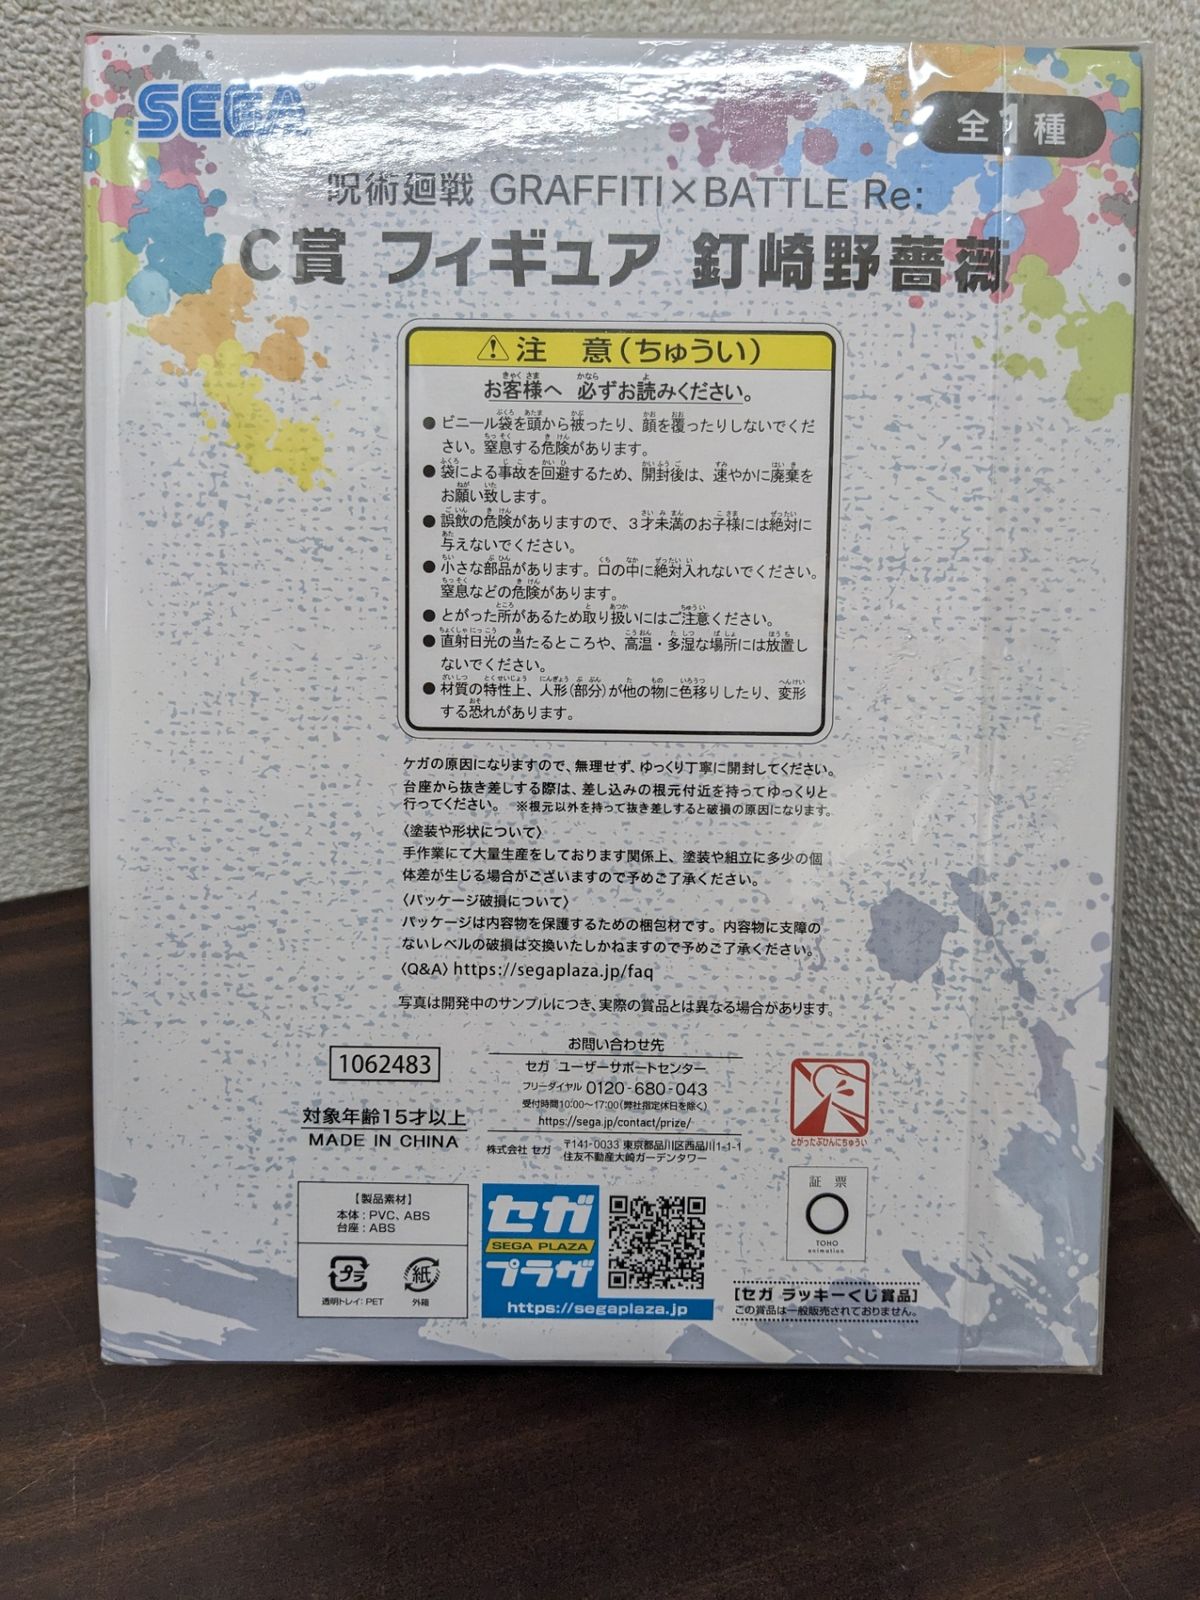 SEGA
全1種
呪術廻戦 GRAFFITI×BATTLE Re:
C賞 フィギュア 釘崎野薔薇
⚠注 意(ちゅうい)
お客様へ 必ずお読みください。
●ビニール袋を頭から被ったり、顔を覆ったりしないでくだ
さい。窒息する危険があります。
●袋による事故を回避するため、開封後は、速やかに廃棄を
お願い致します。
●誤飲の危険がありますので、3才未満のお子様には絶対に
与えないでください。
●小さな部品があります。口の中に絶対入れないでください。
窒息などの危険があります。
●とがった所があるため取り扱いにはご注意ください。
●直射日光の当たるところや、高温・多湿な場所には放置し
ないでください。
●材質の特性上、人形(部分)が他の物に色移りしたり、変形
する恐れがあります。
ケガの原因になりますので、無理せず、ゆっくり丁寧に開封してください。
台座から抜き差しする際は、差し込みの根元付近を持ってゆっくりと
行ってください。 ※根元以外を持って抜き差しすると破損の原因になります。
〈塗装や形状について〉
手作業にて大量生産をしております関係上、塗装や組立に多少の個
体差が生じる場合がございますので予めご了承ください。
〈パッケージ破損について〉
パッケージは内容物を保護するための梱包材です。内容物に支障の
ないレベルの破損は交換いたしかねますので予めご了承ください。
〈Q&A〉https://segaplaza.jp/faq
写真は開発中のサンプルにつき、実際の賞品とは異なる場合があります。
1062483
対象年齢15才以上
MADE IN CHINA
お問い合わせ先
セガ ユーザーサポートセンター
フリーダイヤル 0120-680-043
受付時間10:00〜17:00(弊社指定休日を除く)
https://sega.jp/contact/prize/
株式会社 セガ 〒141-0033 東京都品川区西品川1-1-1
住友不動産大崎ガーデンタワー
とがったぶひんにちゅうい
【製品素材】
本体:PVC、ABS
台座:ABS
プラ
透明トレイ:PET
紙
外箱
セガ
SEGA PLAZA
プラザ
https://segaplaza.jp
証票
TOHO
animation
[セガ ラッキーくじ賞品]
この賞品は一般販売されておりません。